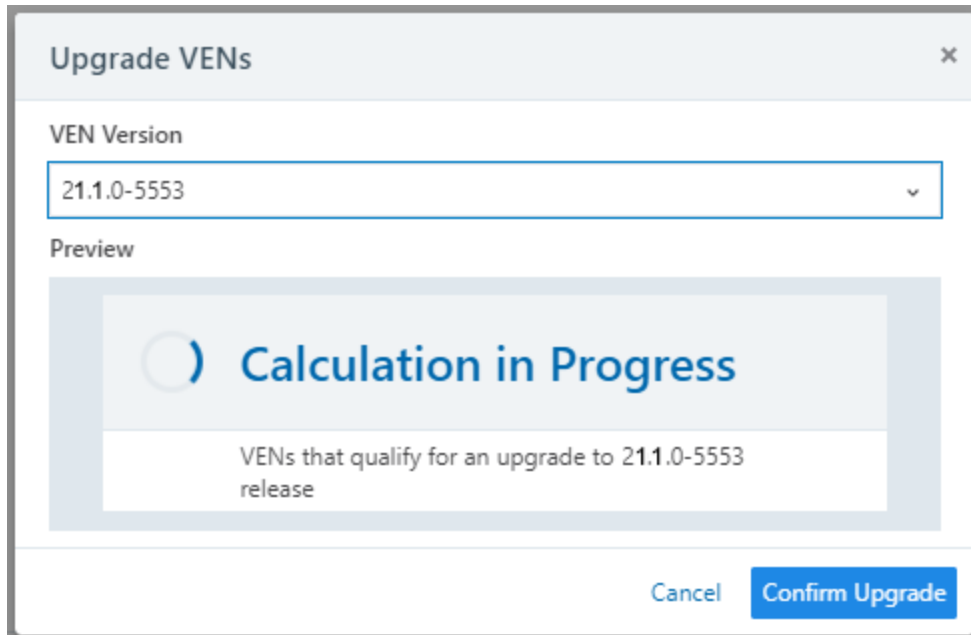 Upgrade VENs
VEN Version
21.1.0-5553
Preview
Calculation in Progress
VENs that qualify for an upgrade to 21.1.0-5553
release
Cancel
Confirm Upgrade